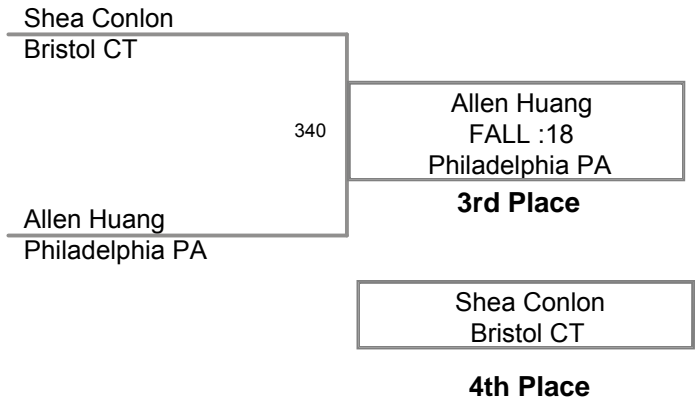 Shea Conlon
Bristol CT
340
Allen Huang
FALL :18
Philadelphia PA
3rd Place
Allen Huang
Philadelphia PA
Shea Conlon
Bristol CT
4th Place